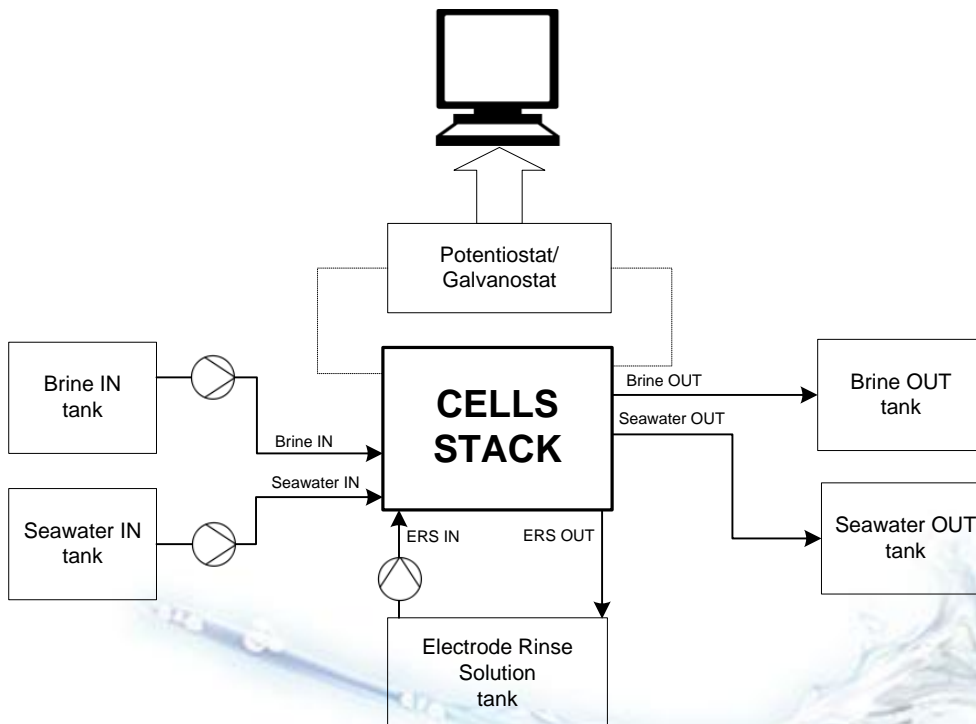 Potentiostat/
Galvanostat
Brine IN
tank
Brine IN
CELLS
STACK
Brine OUT
Seawater OUT
Brine OUT
tank
Seawater IN
tank
Seawater IN
ERS IN
ERS OUT
Seawater OUT
tank
Electrode Rinse
Solution
tank